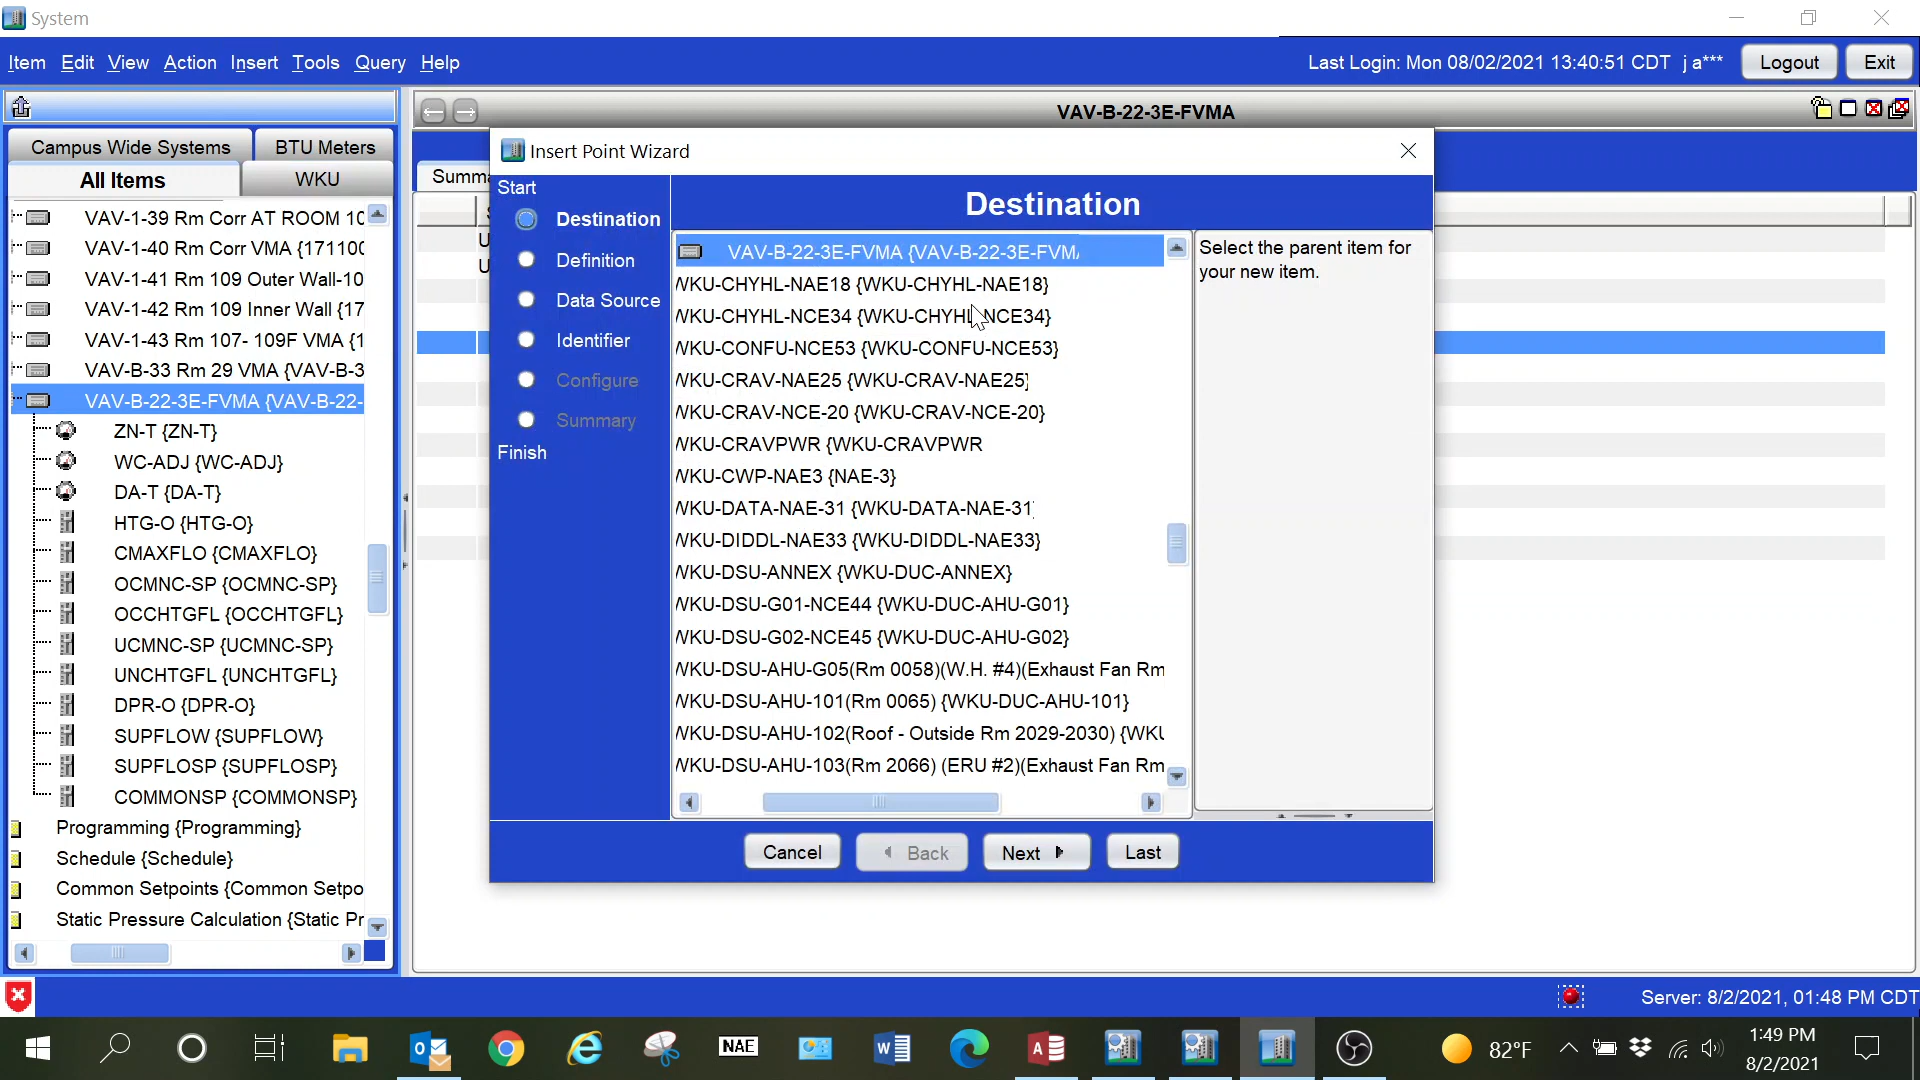 System
Item Edit View Action Insert Tools Query Help
Last Login: Mon 08/02/2021 13:40:51 CDT j a***
Logout
Exit
Campus Wide Systems
BTU Meters
All Items
WKU
VAV-1-39 Rm Corr AT ROOM 10
VAV-1-40 Rm Corr VMA {171100
VAV-1-41 Rm 109 Outer Wall-10
VAV-1-42 Rm 109 Inner Wall {17
VAV-1-43 Rm 107- 109F VMA {1
VAV-B-33 Rm 29 VMA {VAV-B-3
VAV-B-22-3E-FVMA {VAV-B-22-
ZN-T {ZN-T}
WC-ADJ {WC-ADJ}
DA-T {DA-T}
HTG-O {HTG-O}
CMAXFLO {CMAXFLO}
OCMNC-SP {OCMNC-SP}
OCCHTGFL {OCCHTGFL}
UCMNC-SP {UCMNC-SP}
UNCHTGFL {UNCHTGFL}
DPR-O {DPR-O}
SUPFLOW {SUPFLOW}
SUPFLOSP {SUPFLOSP}
COMMONSP {COMMONSP}
Programming {Programming}
Schedule {Schedule}
Common Setpoints {Common Setpo
Static Pressure Calculation {Static Pr
VAV-B-22-3E-FVMA
Summa
Insert Point Wizard
Start
Destination
Definition
Data Source
Identifier
Configure
Summary
Finish
Destination
VAV-B-22-3E-FVMA {VAV-B-22-3E-FVM
WKU-CHYHL-NAE18 {WKU-CHYHL-NAE18}
WKU-CHYHL-NCE34 {WKU-CHYHL-NCE34}
WKU-CONFU-NCE53 {WKU-CONFU-NCE53}
WKU-CRAV-NAE25 {WKU-CRAV-NAE25}
WKU-CRAV-NCE-20 {WKU-CRAV-NCE-20}
WKU-CRAVPWR {WKU-CRAVPWR
WKU-CWP-NAE3 {NAE-3}
WKU-DATA-NAE-31 {WKU-DATA-NAE-31}
WKU-DIDDL-NAE33 {WKU-DIDDL-NAE33}
WKU-DSU-ANNEX {WKU-DUC-ANNEX}
WKU-DSU-G01-NCE44 {WKU-DUC-AHU-G01}
WKU-DSU-G02-NCE45 {WKU-DUC-AHU-G02}
WKU-DSU-AHU-G05(Rm 0058)(W.H. #4)(Exhaust Fan Rm
WKU-DSU-AHU-101(Rm 0065) {WKU-DUC-AHU-101}
WKU-DSU-AHU-102(Roof - Outside Rm 2029-2030) {WKU
WKU-DSU-AHU-103(Rm 2066) (ERU #2)(Exhaust Fan Rm
Select the parent item for
your new item.
Cancel
Back
Next
Last
Server: 8/2/2021, 01:48 PM CDT
NAE
82°F
1:49 PM
8/2/2021